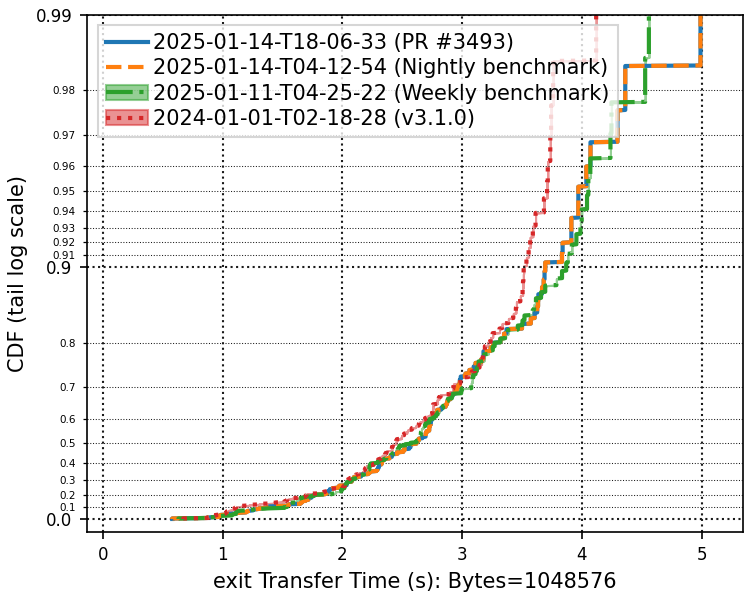 0.99
2025-01-14-T18-06-33 (PR #3493)
2025-01-14-T04-12-54 (Nightly benchmark)
2025-01-11-T04-25-22 (Weekly benchmark)
2024-01-01-T02-18-28 (v3.1.0)
0.98
0.97
0.96
0.95
0.94
0.93
0.92
0.91
0.9
0.8
0.7
0.6
0.5
0.4
0.3
0.2
0.1
0.0
CDF (tail log scale)
0 1 2 3 4 5
exit Transfer Time (s): Bytes=1048576